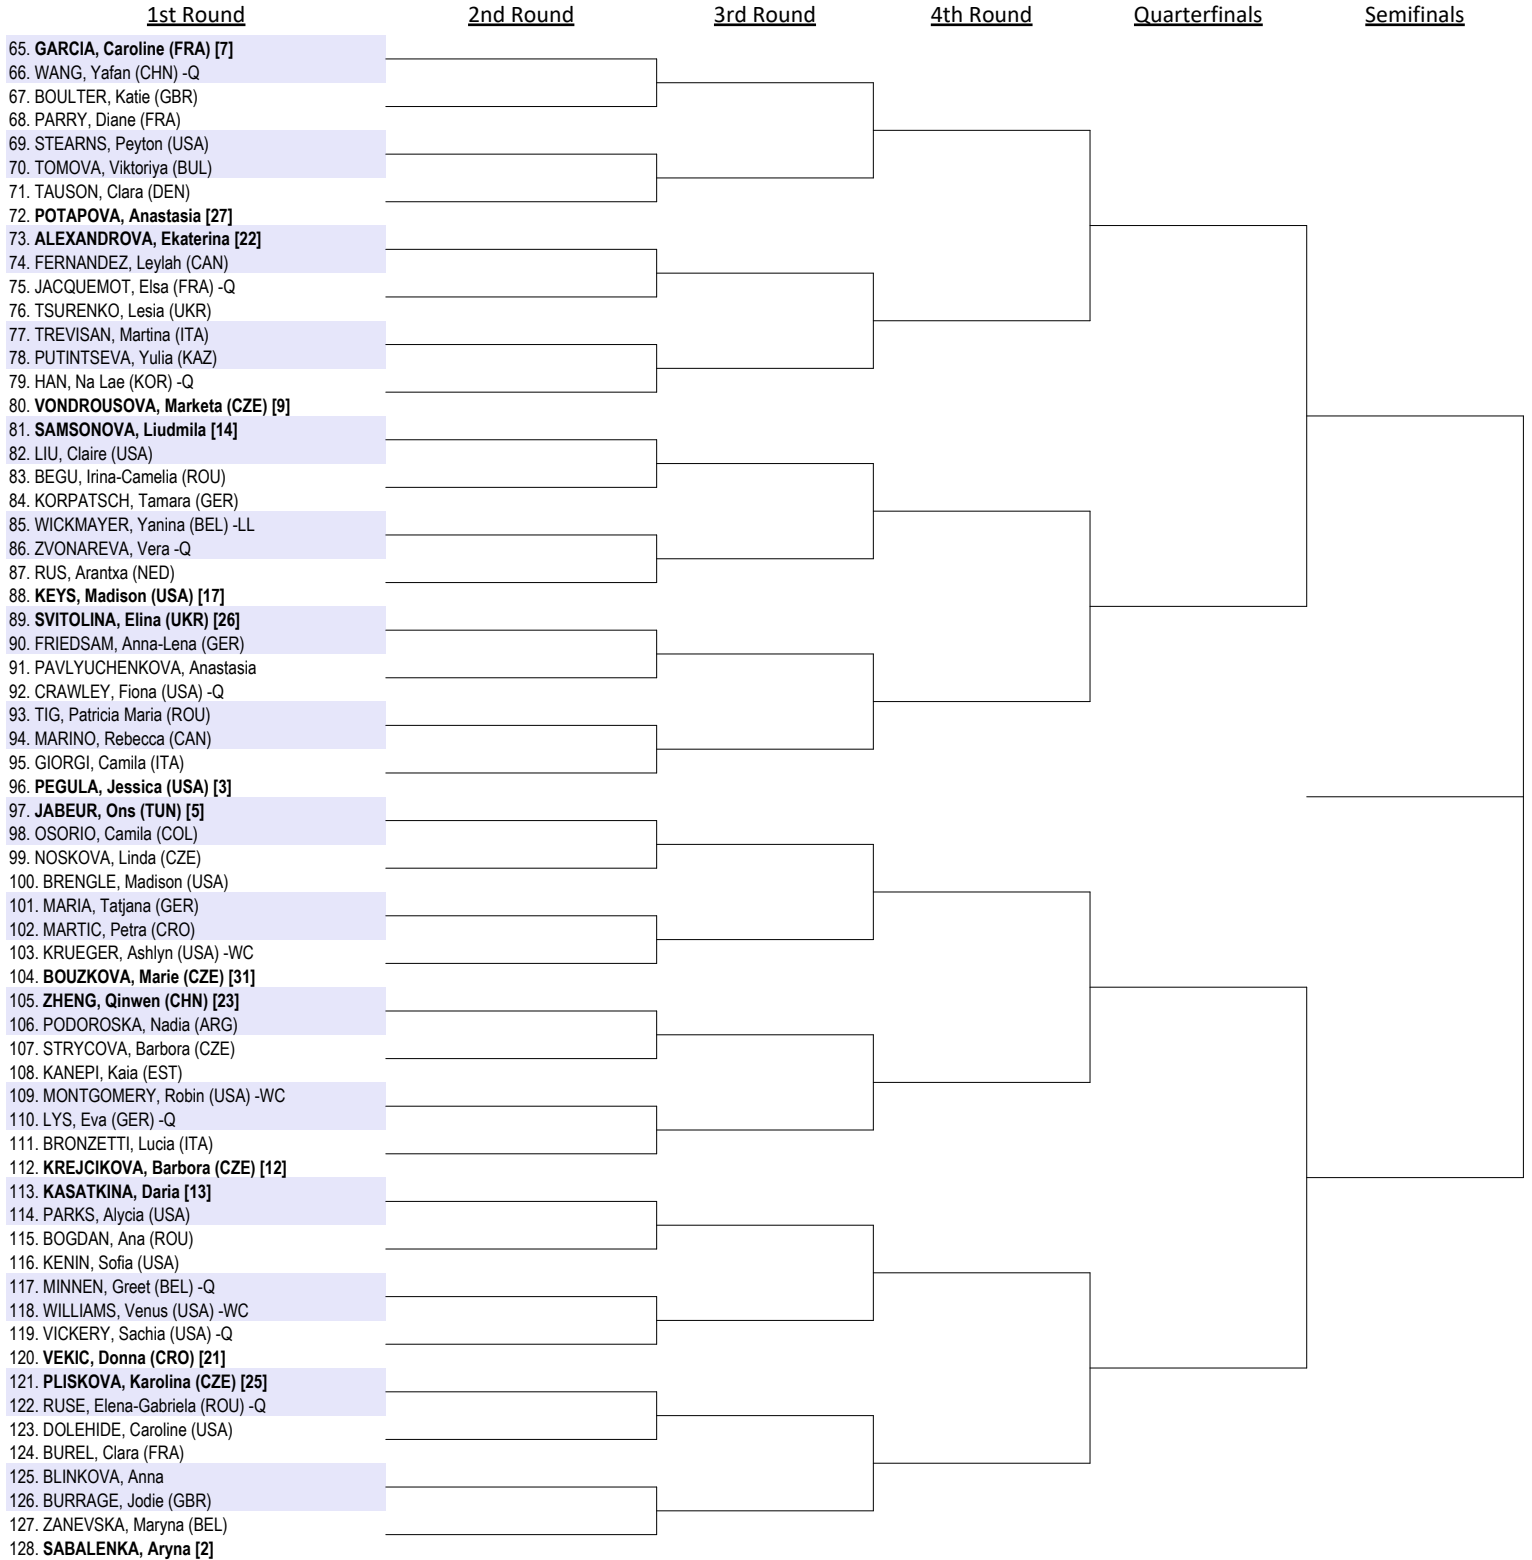 1st Round 2nd Round 3rd Round 4th Round Quarterfinals Semifinals
65. GARCIA, Caroline (FRA) [7]
66. WANG, Yafan (CHN) -Q
67. BOULTER, Katie (GBR)
68. PARRY, Diane (FRA)
69. STEARNS, Peyton (USA)
70. TOMOVA, Viktoriya (BUL)
71. TAUSON, Clara (DEN)
72. POTAPOVA, Anastasia [27]
73. ALEXANDROVA, Ekaterina [22]
74. FERNANDEZ, Leylah (CAN)
75. JACQUEMOT, Elsa (FRA) -Q
76. TSURENKO, Lesia (UKR)
77. TREVISAN, Martina (ITA)
78. PUTINTSEVA, Yulia (KAZ)
79. HAN, Na Lae (KOR) -Q
80. VONDROUSOVA, Marketa (CZE) [9]
81. SAMSONOVA, Liudmila [14]
82. LIU, Claire (USA)
83. BEGU, Irina-Camelia (ROU)
84. KORPATSCH, Tamara (GER)
85. WICKMAYER, Yanina (BEL) -LL
86. ZVONAREVA, Vera -Q
87. RUS, Arantxa (NED)
88. KEYS, Madison (USA) [17]
89. SVITOLINA, Elina (UKR) [26]
90. FRIEDSAM, Anna-Lena (GER)
91. PAVLYUCHENKOVA, Anastasia
92. CRAWLEY, Fiona (USA) -Q
93. TIG, Patricia Maria (ROU)
94. MARINO, Rebecca (CAN)
95. GIORGI, Camila (ITA)
96. PEGULA, Jessica (USA) [3]
97. JABEUR, Ons (TUN) [5]
98. OSORIO, Camila (COL)
99. NOSKOVA, Linda (CZE)
100. BRENGLE, Madison (USA)
101. MARIA, Tatjana (GER)
102. MARTIC, Petra (CRO)
103. KRUEGER, Ashlyn (USA) -WC
104. BOUZKOVA, Marie (CZE) [31]
105. ZHENG, Qinwen (CHN) [23]
106. PODOROSKA, Nadia (ARG)
107. STRYCOVA, Barbora (CZE)
108. KANEPI, Kaia (EST)
109. MONTGOMERY, Robin (USA) -WC
110. LYS, Eva (GER) -Q
111. BRONZETTI, Lucia (ITA)
112. KREJCIKOVA, Barbora (CZE) [12]
113. KASATKINA, Daria [13]
114. PARKS, Alycia (USA)
115. BOGDAN, Ana (ROU)
116. KENIN, Sofia (USA)
117. MINNEN, Greet (BEL) -Q
118. WILLIAMS, Venus (USA) -WC
119. VICKERY, Sachia (USA) -Q
120. VEKIC, Donna (CRO) [21]
121. PLISKOVA, Karolina (CZE) [25]
122. RUSE, Elena-Gabriela (ROU) -Q
123. DOLEHIDE, Caroline (USA)
124. BUREL, Clara (FRA)
125. BLINKOVA, Anna
126. BURRAGE, Jodie (GBR)
127. ZANEVSKA, Maryna (BEL)
128. SABALENKA, Aryna [2]